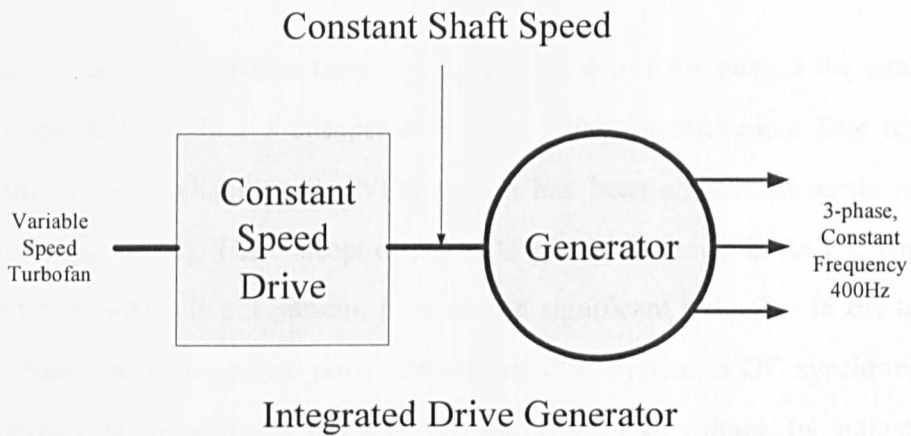 Constant Shaft Speed
Variable
Speed
Turbofan
Constant
Speed
Drive
Generator
3-phase,
Constant
Frequency
400Hz
Integrated Drive Generator